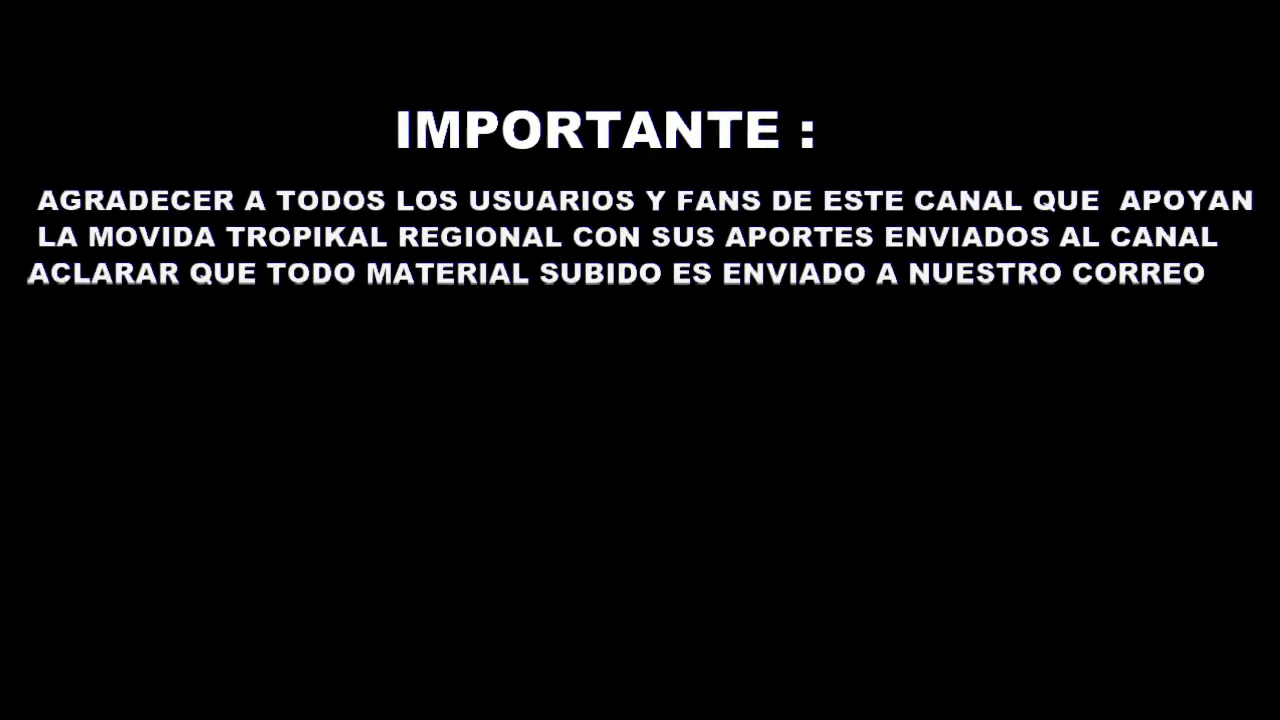 IMPORTANTE :
AGRADECER A TODOS LOS USUARIOS Y FANS DE ESTE CANAL QUE  APOYAN
LA MOVIDA TROPIKAL REGIONAL CON SUS APORTES ENVIADOS AL CANAL
ACLARAR QUE TODO MATERIAL SUBIDO ES ENVIADO A NUESTRO CORREO